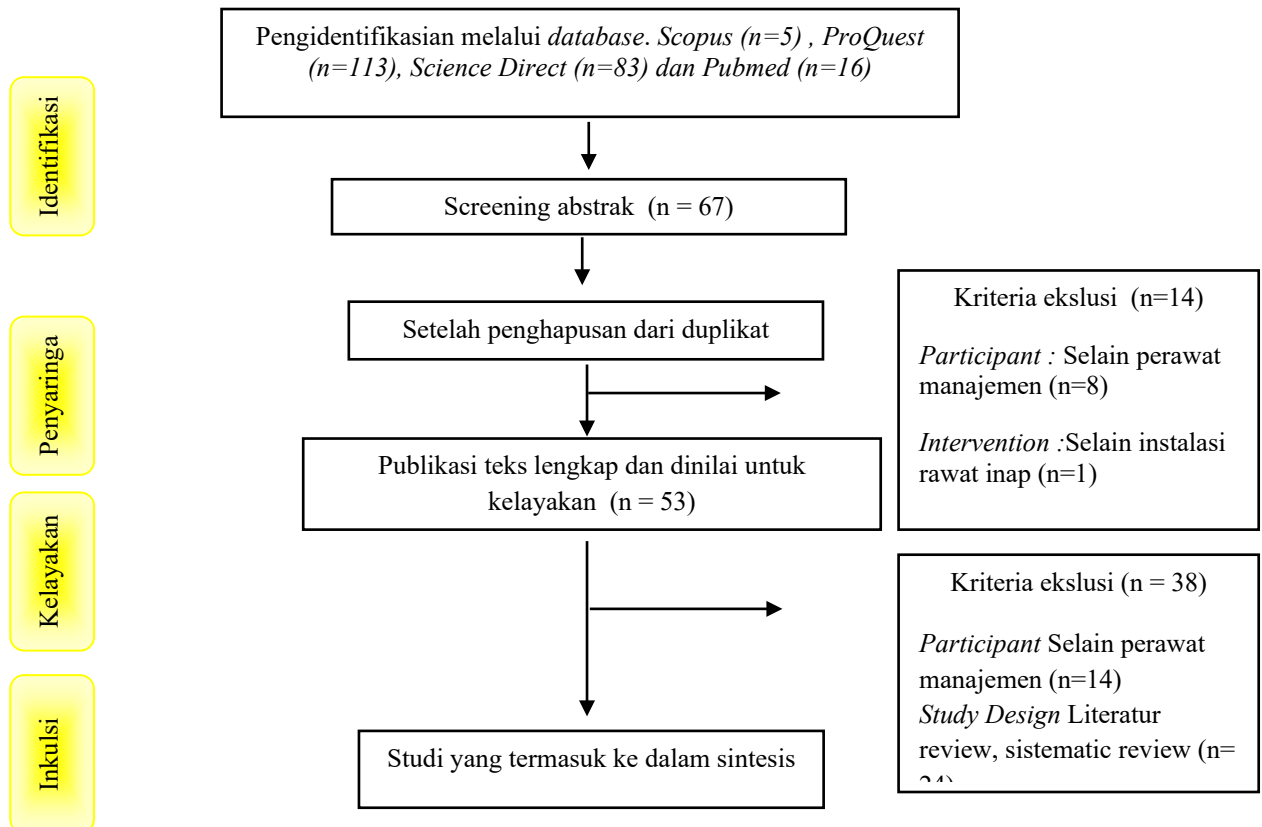 Pengidentifikasian melalui database. Scopus (n=5) , ProQuest
(n=113), Science Direct (n=83) dan Pubmed (n=16)
Identifikasi
Screening abstrak (n = 67)
Kriteria ekslusi (n=14)
Participant : Selain perawat
manajemen (n=8)
Intervention :Selain instalasi
rawat inap (n=1)
Setelah penghapusan dari duplikat
Penyaringa
Publikasi teks lengkap dan dinilai untuk
kelayakan (n = 53)
Kelayakan
Kriteria ekslusi (n = 38)
Participant Selain perawat
manajemen (n=14)
Study Design Literatur
review, sistematic review (n=
Inkulsi
Studi yang termasuk ke dalam sintesis